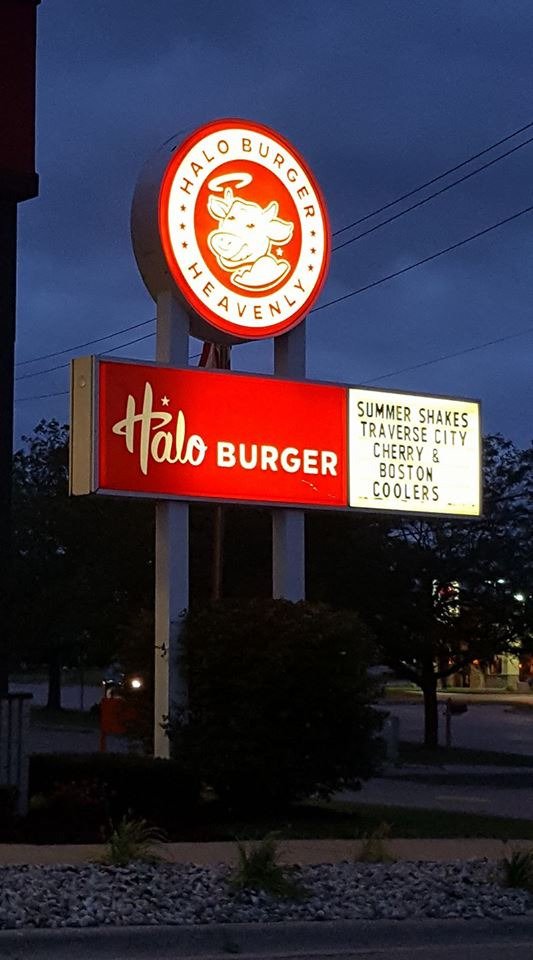 HALO BURGER
HEAVENLY
Halo BURGER
SUMMER SHAKES
TRAVERSE CITY
CHERRY &
BOSTON
COOLERS